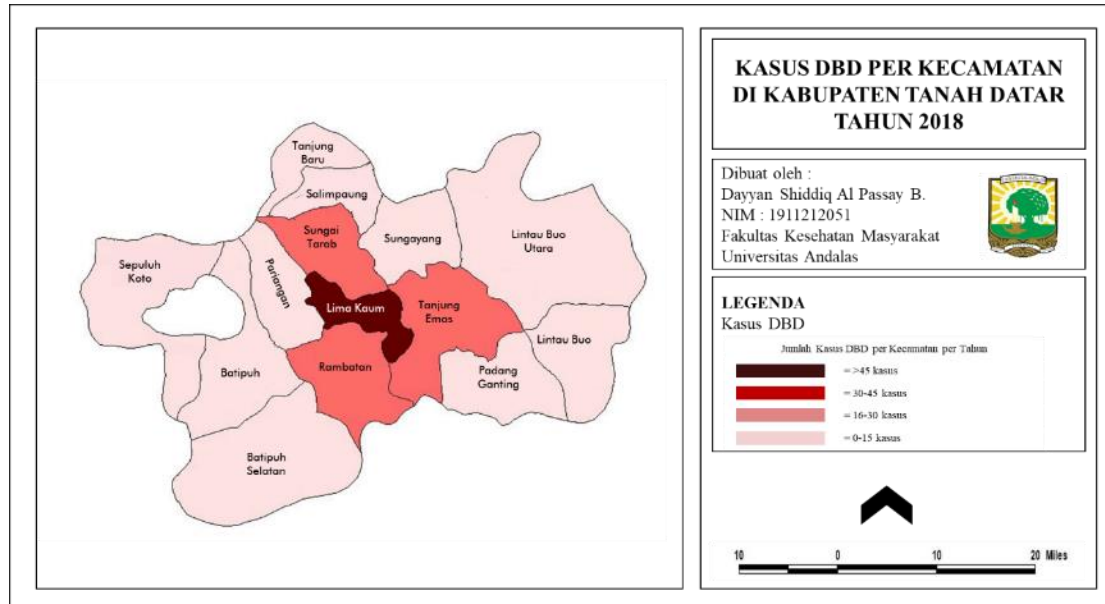 KASUS DBD PER KECAMATAN
DI KABUPATEN TANAH DATAR
TAHUN 2018
Dibuat oleh :
Dayyan Shiddiq Al Passay B.
NIM : 1911212051
Fakultas Kesehatan Masyarakat
Universitas Andalas
LEGENDA
Kasus DBD
Jumlah Kasus DBD per Kecamatan per Tahun
= >45 kasus
= 30-45 kasus
= 16-30 kasus
= 0-15 kasus
10 0 10 20 Miles
Tanjung
Baru
Salimpaung
Sungai
Tarab
Sungayang
Lintau Buo
Utara
Sepuluh
Koto
Pariangan
Lima Kaum
Tanjung
Emas
Lintau Buo
Batipuh
Rambatan
Padang
Ganting
Batipuh
Selatan